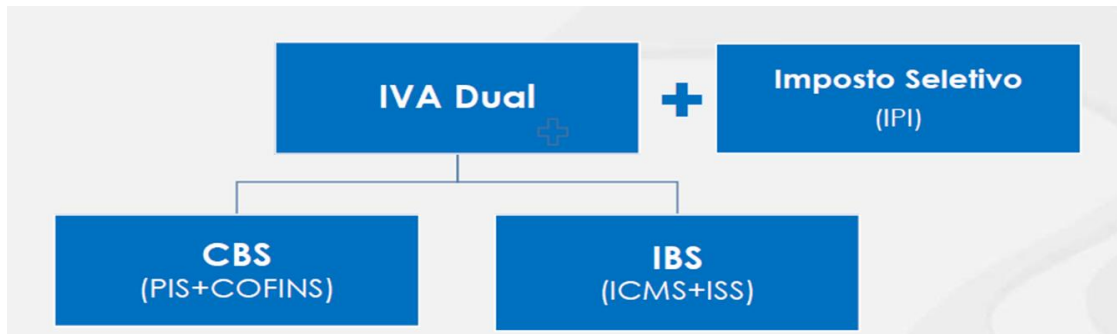 IVA Dual
Imposto Seletivo
(IPI)
CBS
(PIS+COFINS)
IBS
(ICMS+ISS)